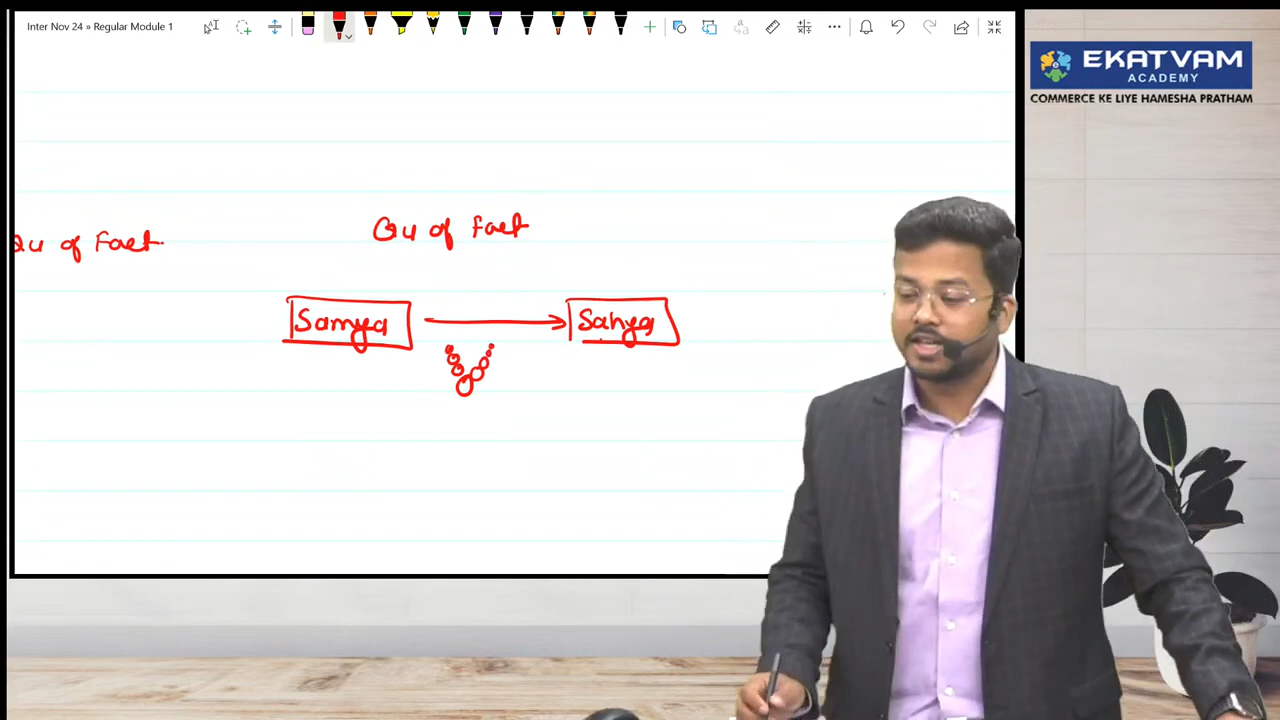 Inter Nov 24 » Regular Module 1
EKATVAM
ACADEMY
COMMERCE KE LIYE HAMESHA PRATHAM
Qu of Fact
Qu of Fact
Samya
Sahya